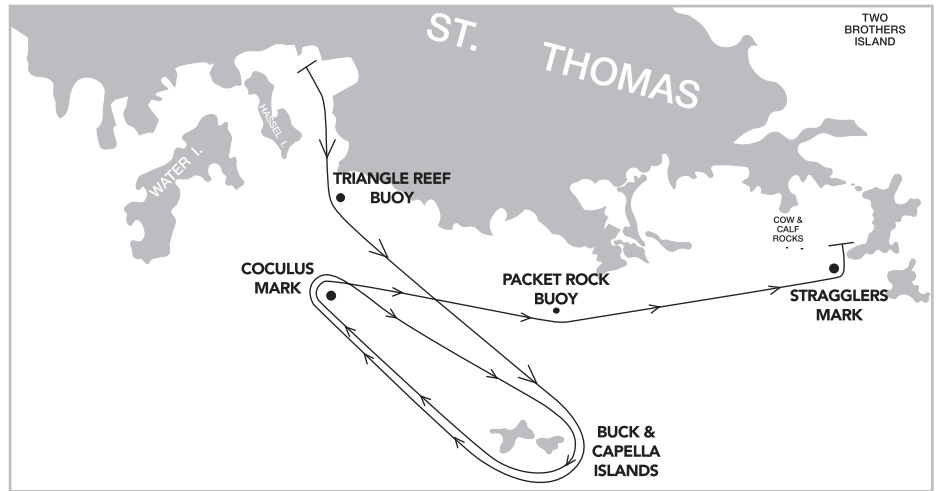 ST. THOMAS
TWO
BROTHERS
ISLAND
HASSEL I.
WATER I.
TRIANGLE REEF
BUOY
COW &
CALF
ROCKS
COCULUS
MARK
PACKET ROCK
BUOY
STRAGGLERS
MARK
BUCK &
CAPELLA
ISLANDS